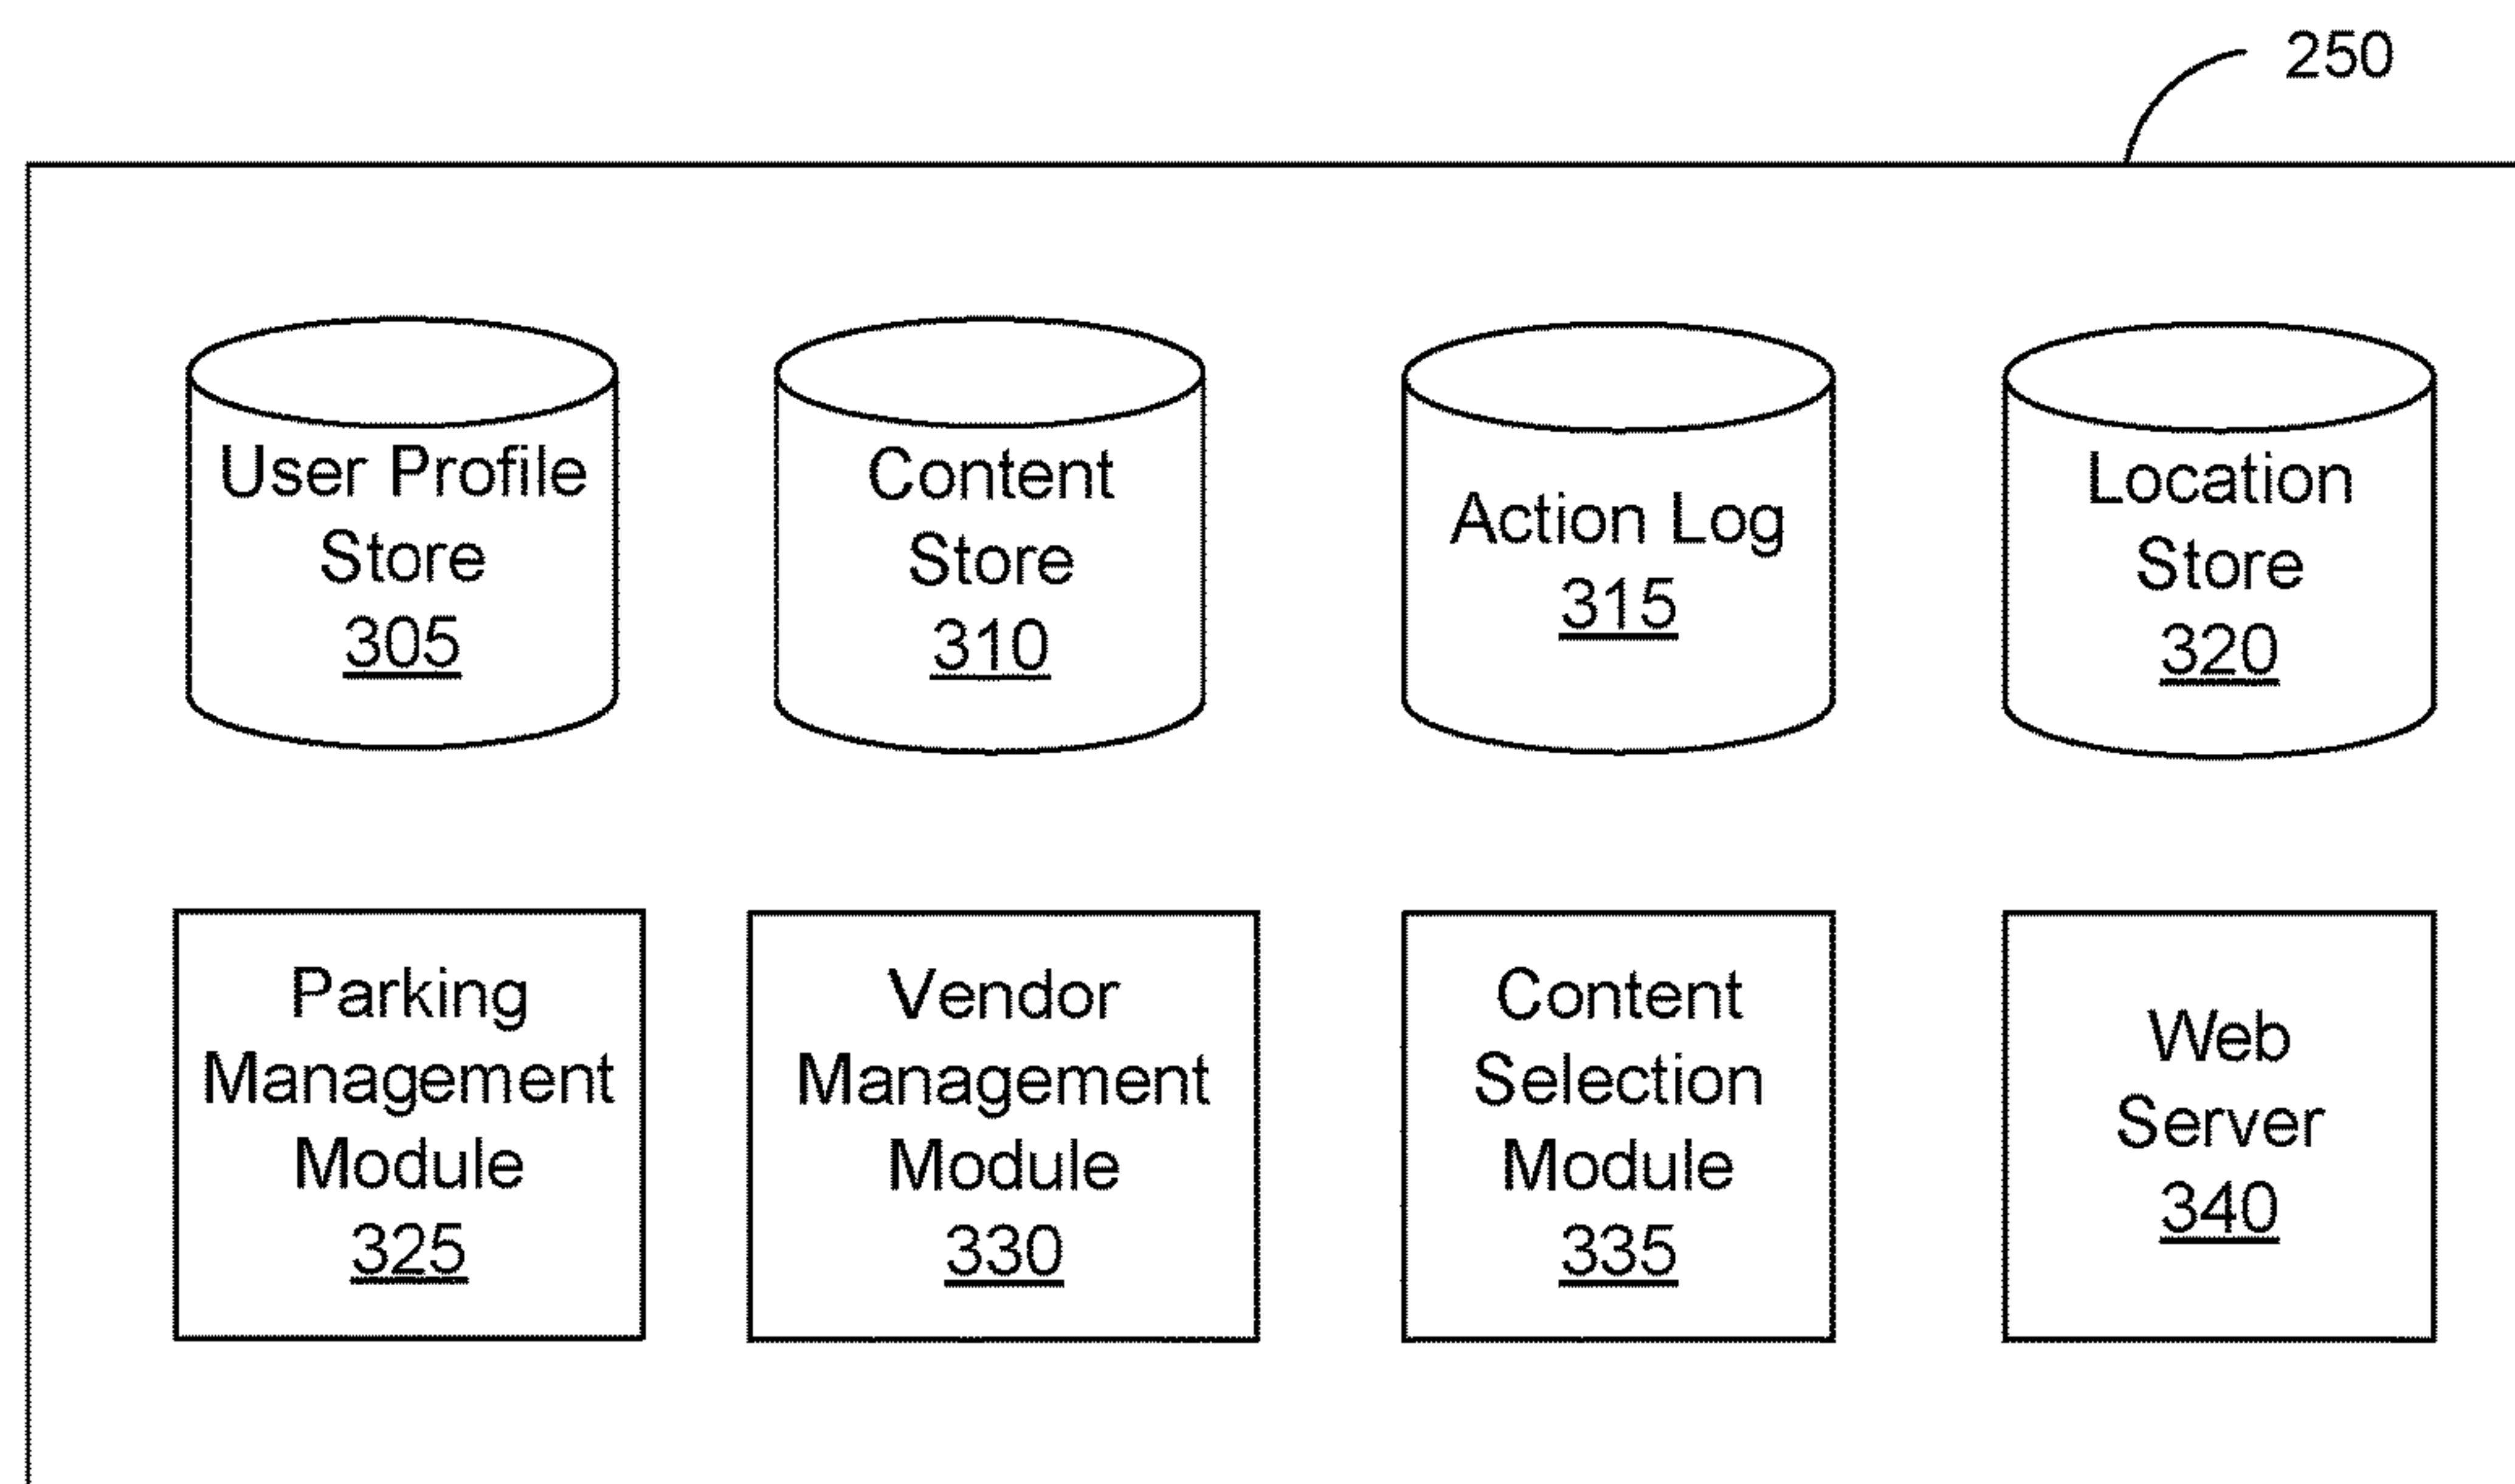 250
User Profile
Store
305
Content
Store
310
Action Log
315
Location
Store
320
Parking
Management
Module
325
Vendor
Management
Module
330
Content
Selection
Module
335
Web
Server
340